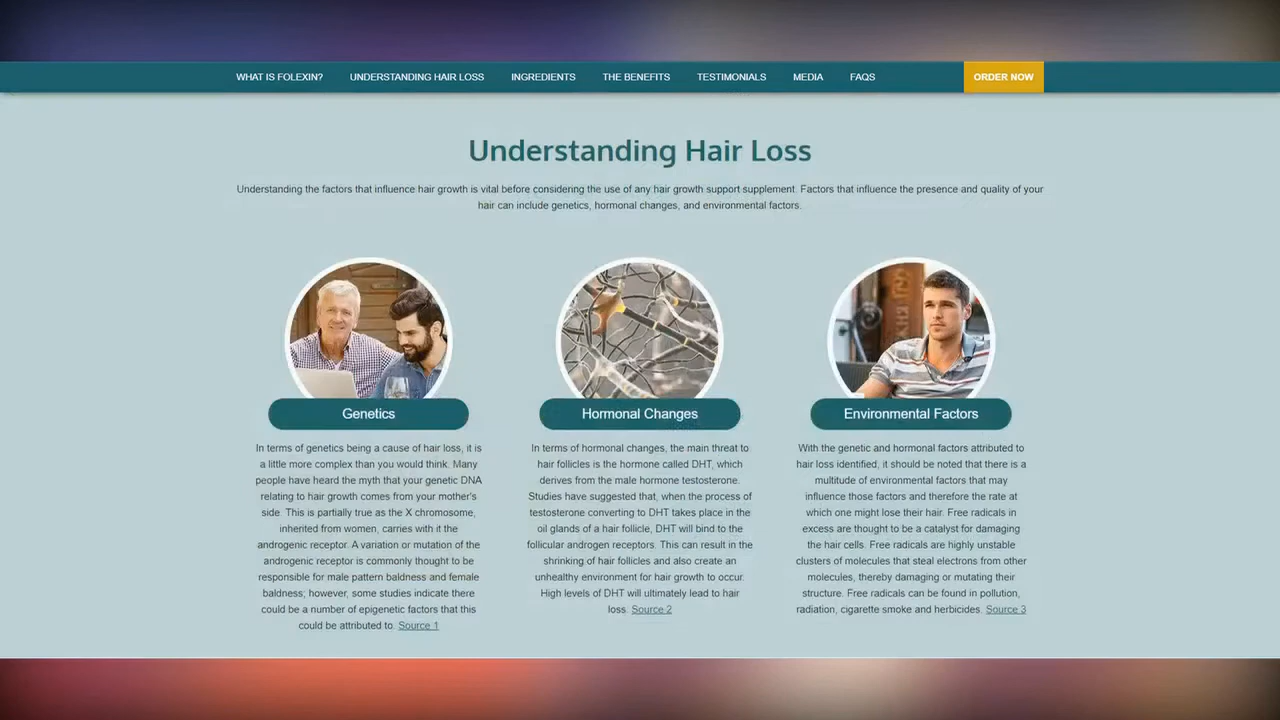 WHAT IS FOLEXIN? UNDERSTANDING HAIR LOSS INGREDIENTS THE BENEFITS TESTIMONIALS MEDIA FAQS ORDER NOW
Understanding Hair Loss
Understanding the factors that influence hair growth is vital before considering the use of any hair growth support supplement. Factors that influence the presence and quality of your
hair can include genetics, hormonal changes, and environmental factors.
Genetics
In terms of genetics being a cause of hair loss, it is
a little more complex than you would think. Many
people have heard the myth that your genetic DNA
relating to hair growth comes from your mother's
side. This is partially true as the X chromosome,
inherited from women, carries with it the
androgenic receptor. A variation or mutation of the
androgenic receptor is commonly thought to be
responsible for male pattern baldness and female
baldness; however, some studies indicate there
could be a number of epigenetic factors that this
could be attributed to. Source 1
Hormonal Changes
In terms of hormonal changes, the main threat to
hair follicles is the hormone called DHT, which
derives from the male hormone testosterone.
Studies have suggested that, when the process of
testosterone converting to DHT takes place in the
oil glands of a hair follicle, DHT will bind to the
follicular androgen receptors. This can result in the
shrinking of hair follicles and also create an
unhealthy environment for hair growth to occur.
High levels of DHT will ultimately lead to hair
loss. Source 2
Environmental Factors
With the genetic and hormonal factors attributed to
hair loss identified, it should be noted that there is a
multitude of environmental factors that may
influence those factors and therefore the rate at
which one might lose their hair. Free radicals in
excess are thought to be a catalyst for damaging
the hair cells. Free radicals are highly unstable
clusters of molecules that steal electrons from other
molecules, thereby damaging or mutating their
structure. Free radicals can be found in pollution,
radiation, cigarette smoke and herbicides. Source 3